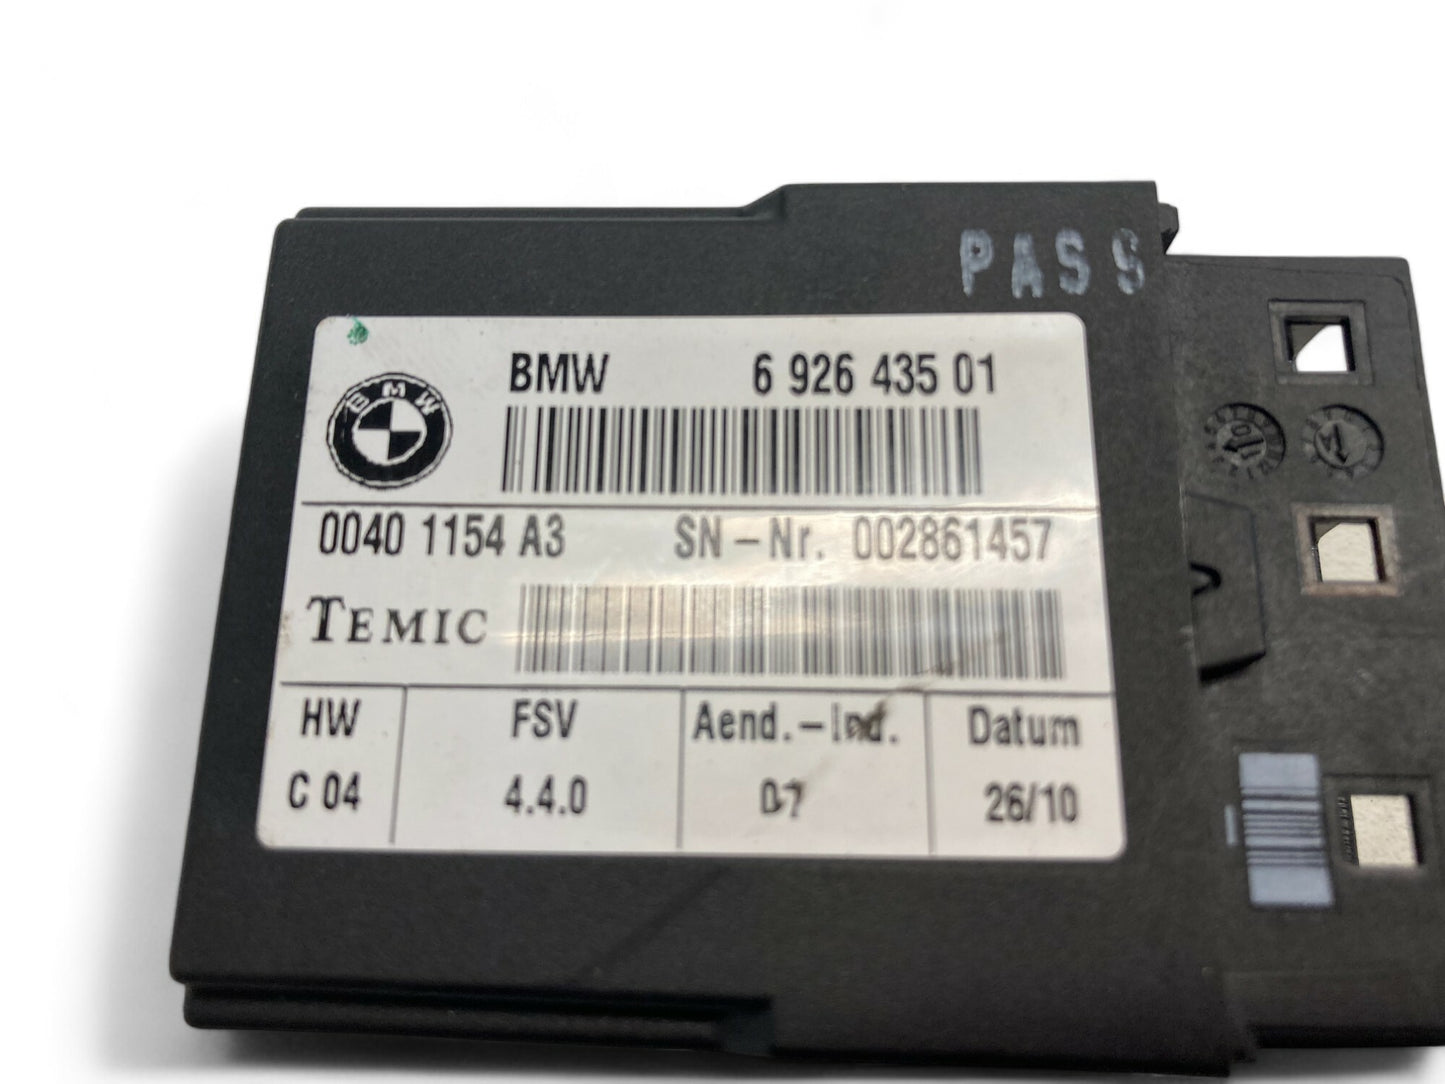 PASS
BMW 6 926 435 01
BMW
0040 1154 A3 SN-Nr. 002861457
TEMIC
HW FSV Aend.-Ind. Datum
C 04 4.4.0 07 26/10